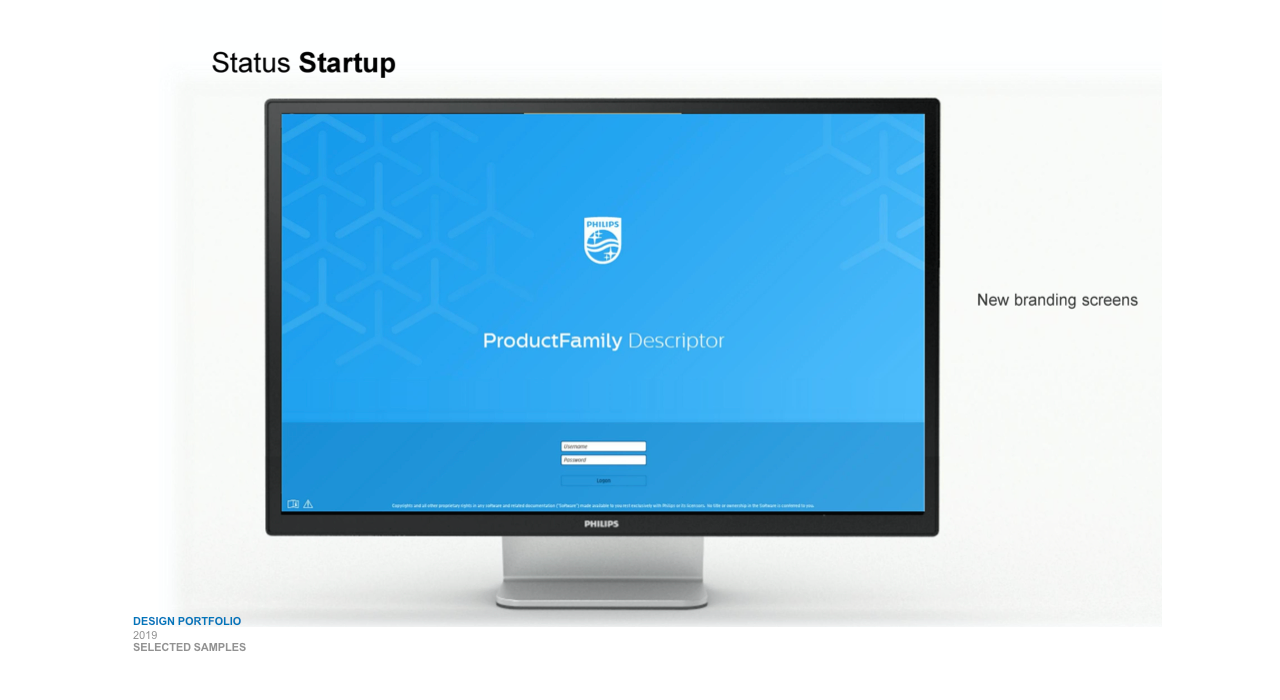 Status Startup
PHILIPS
ProductFamily Descriptor
New branding screens
Username
Password
Login
Copyrights and all other proprietary rights in any software and related documentation ("Software") made available to you rest exclusively with Philips or its licensors. No title or ownership in the Software is conferred to you.
PHILIPS
DESIGN PORTFOLIO
2019
SELECTED SAMPLES